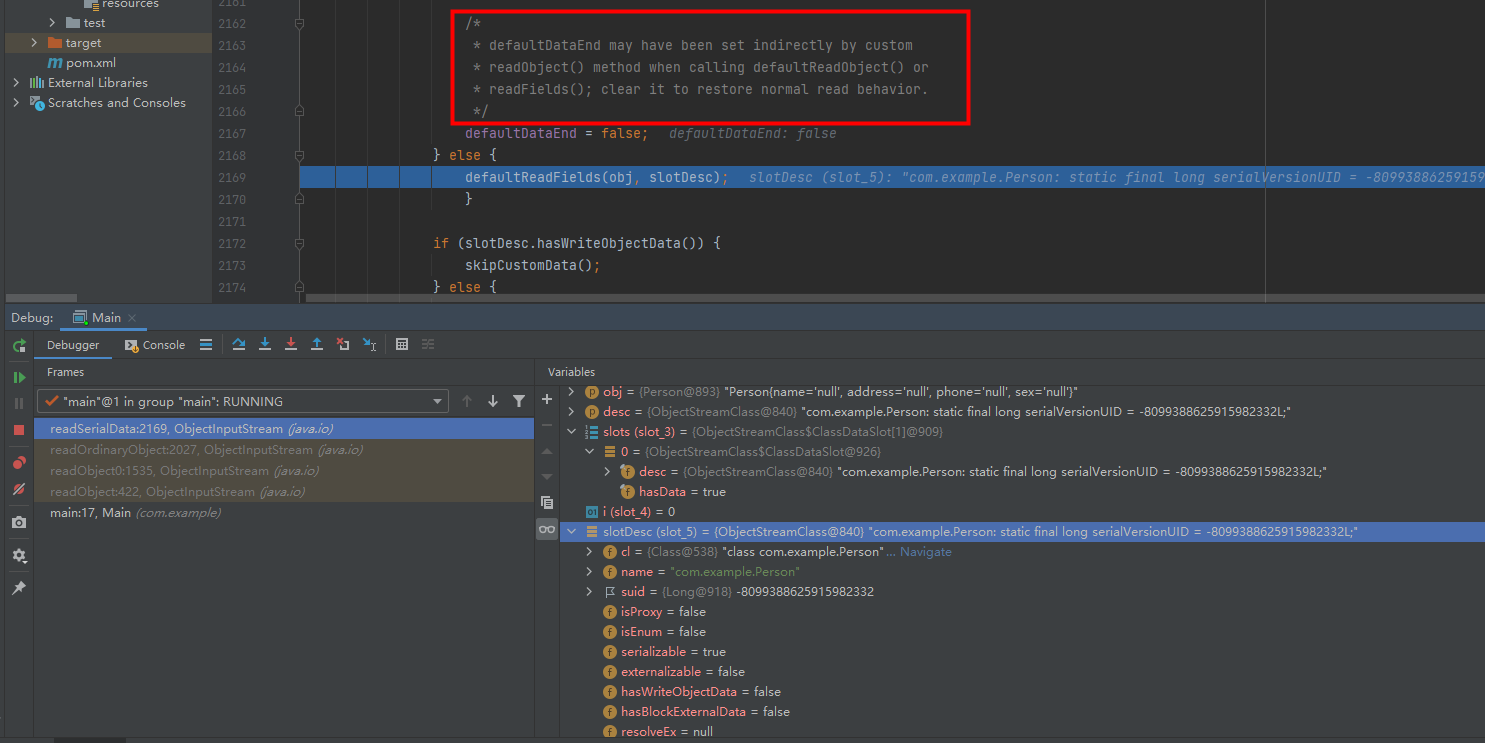 resources
test
target
pom.xml
External Libraries
Scratches and Consoles
2161
2162 /*
2163 * defaultDataEnd may have been set indirectly by custom
2164 * readObject() method when calling defaultReadObject() or
2165 * readFields(); clear it to restore normal read behavior.
2166 */
2167 defaultDataEnd = false; defaultDataEnd: false
2168 } else {
2169 defaultReadFields(obj, slotDesc); slotDesc (slot_5): "com.example.Person: static final long serialVersionUID = -80993886259159
2170 }
2171
2172 if (slotDesc.hasWriteObjectData()) {
2173 skipCustomData();
2174 } else {
Debug: Main
Debugger Console
Frames
"main"@1 in group "main": RUNNING
readSerialData:2169, ObjectInputStream (java.io)
readOrdinaryObject:2027, ObjectInputStream (java.io)
readObject0:1535, ObjectInputStream (java.io)
readObject:422, ObjectInputStream (java.io)
main:17, Main (com.example)
Variables
obj = {Person@893} "Person{name='null', address='null', phone='null', sex='null'}"
desc = {ObjectStreamClass@840} "com.example.Person: static final long serialVersionUID = -8099388625915982332L;"
slots (slot_3) = {ObjectStreamClass$ClassDataSlot[1]@909}
0 = {ObjectStreamClass$ClassDataSlot@926}
desc = {ObjectStreamClass@840} "com.example.Person: static final long serialVersionUID = -8099388625915982332L;"
hasData = true
i (slot_4) = 0
slotDesc (slot_5) = {ObjectStreamClass@840} "com.example.Person: static final long serialVersionUID = -8099388625915982332L;"
cl = {Class@538} "class com.example.Person"... Navigate
name = "com.example.Person"
suid = {Long@918} -8099388625915982332
isProxy = false
isEnum = false
serializable = true
externalizable = false
hasWriteObjectData = false
hasBlockExternalData = false
resolveEx = null